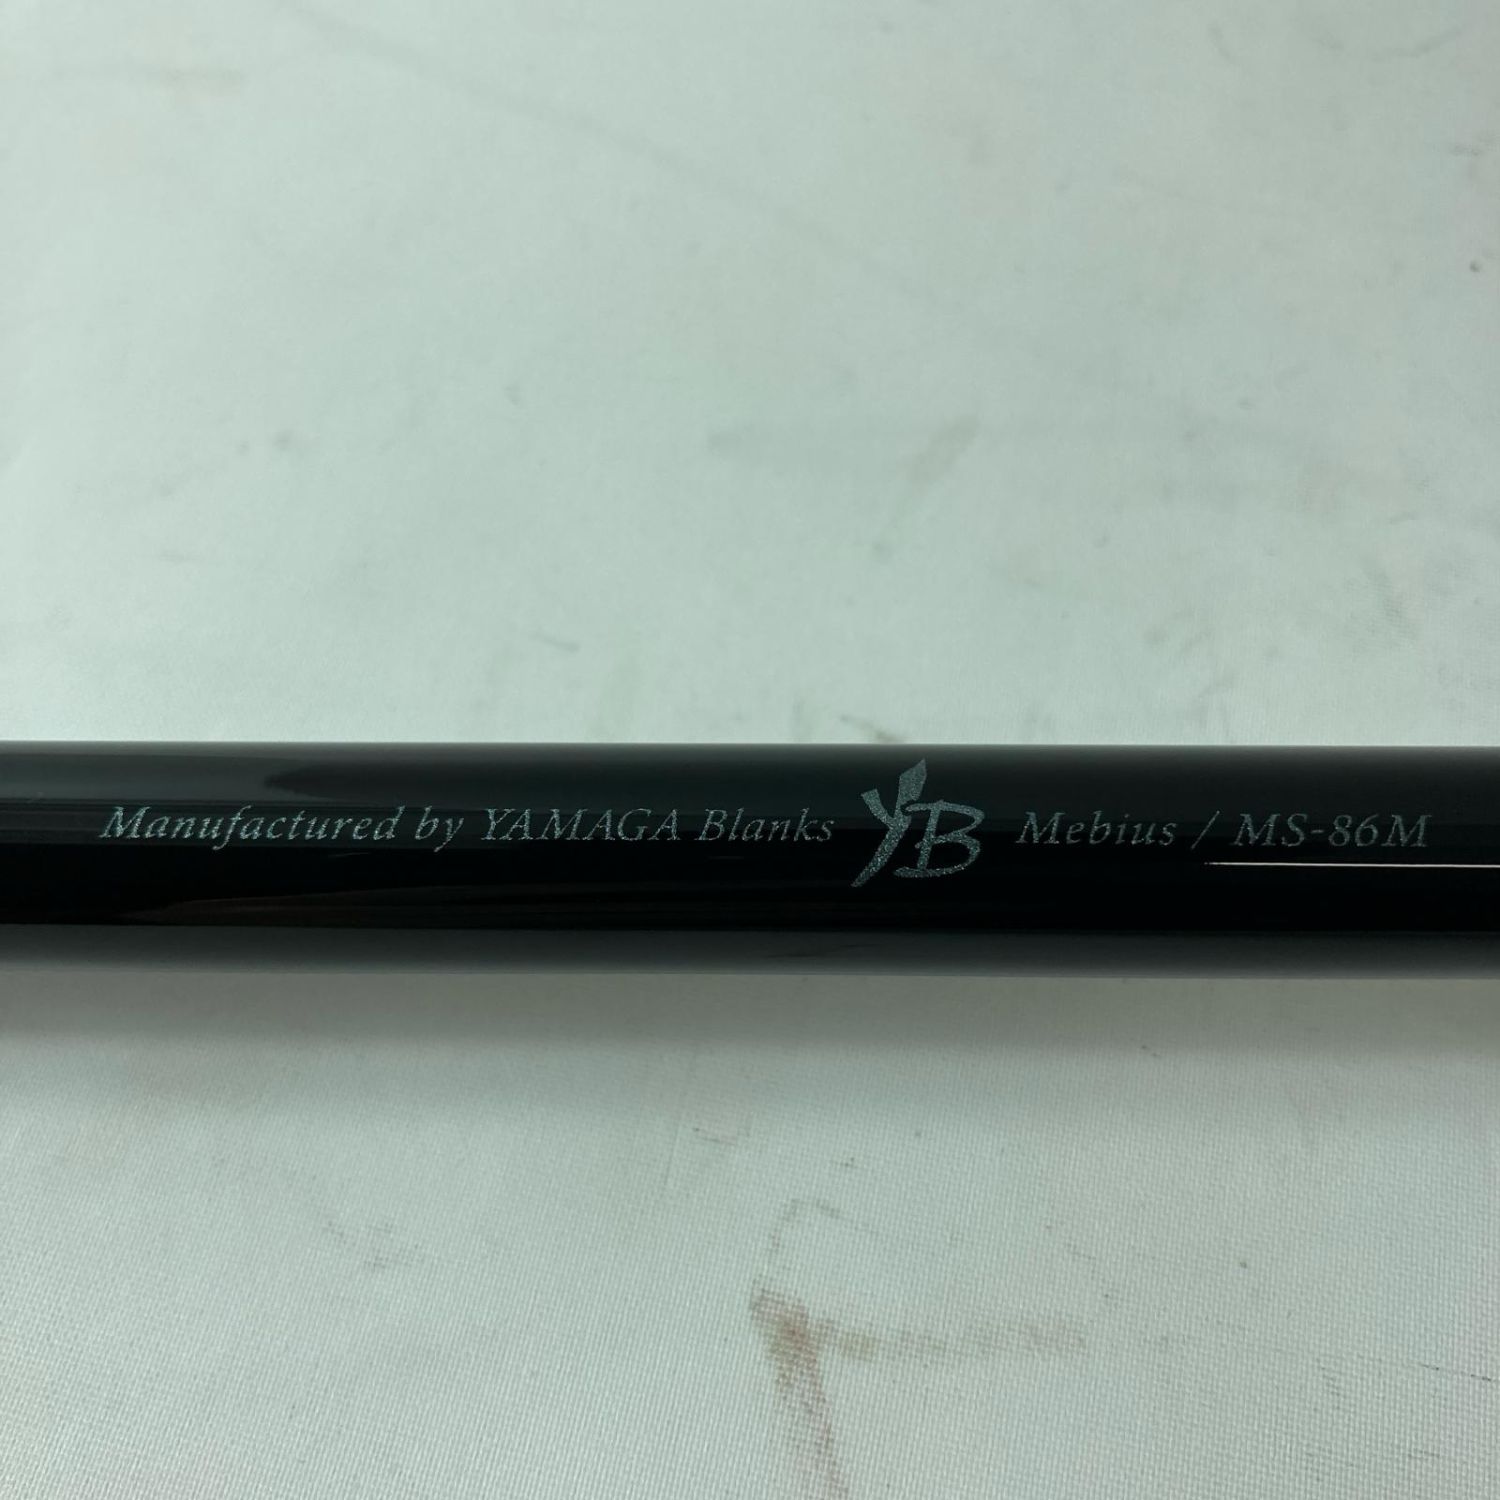 Manufactured by YAMAGA Blanks YB Mebius / MS-86M